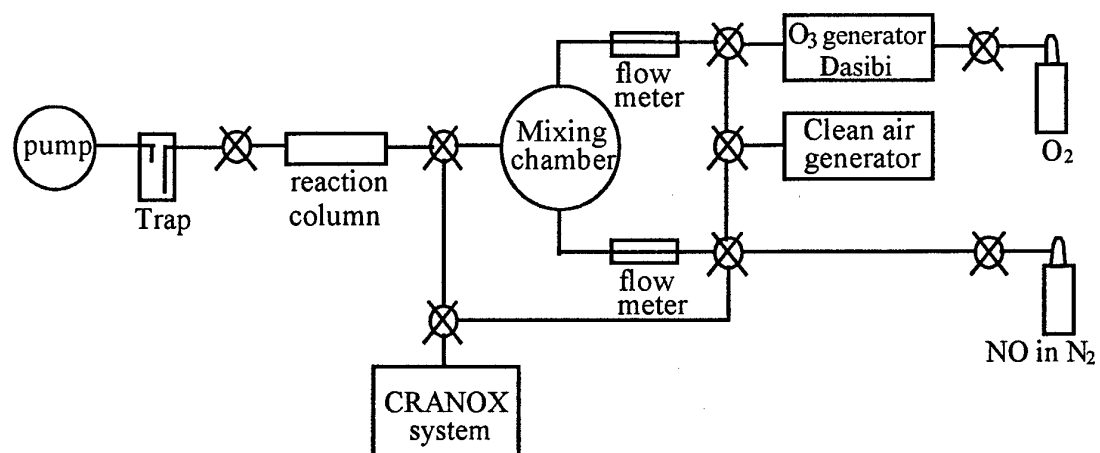 O₃ generator
Dasibi
flow
meter
Clean air
generator
O₂
pump
Trap
reaction
column
Mixing
chamber
flow
meter
NO in N₂
CRANOX
system